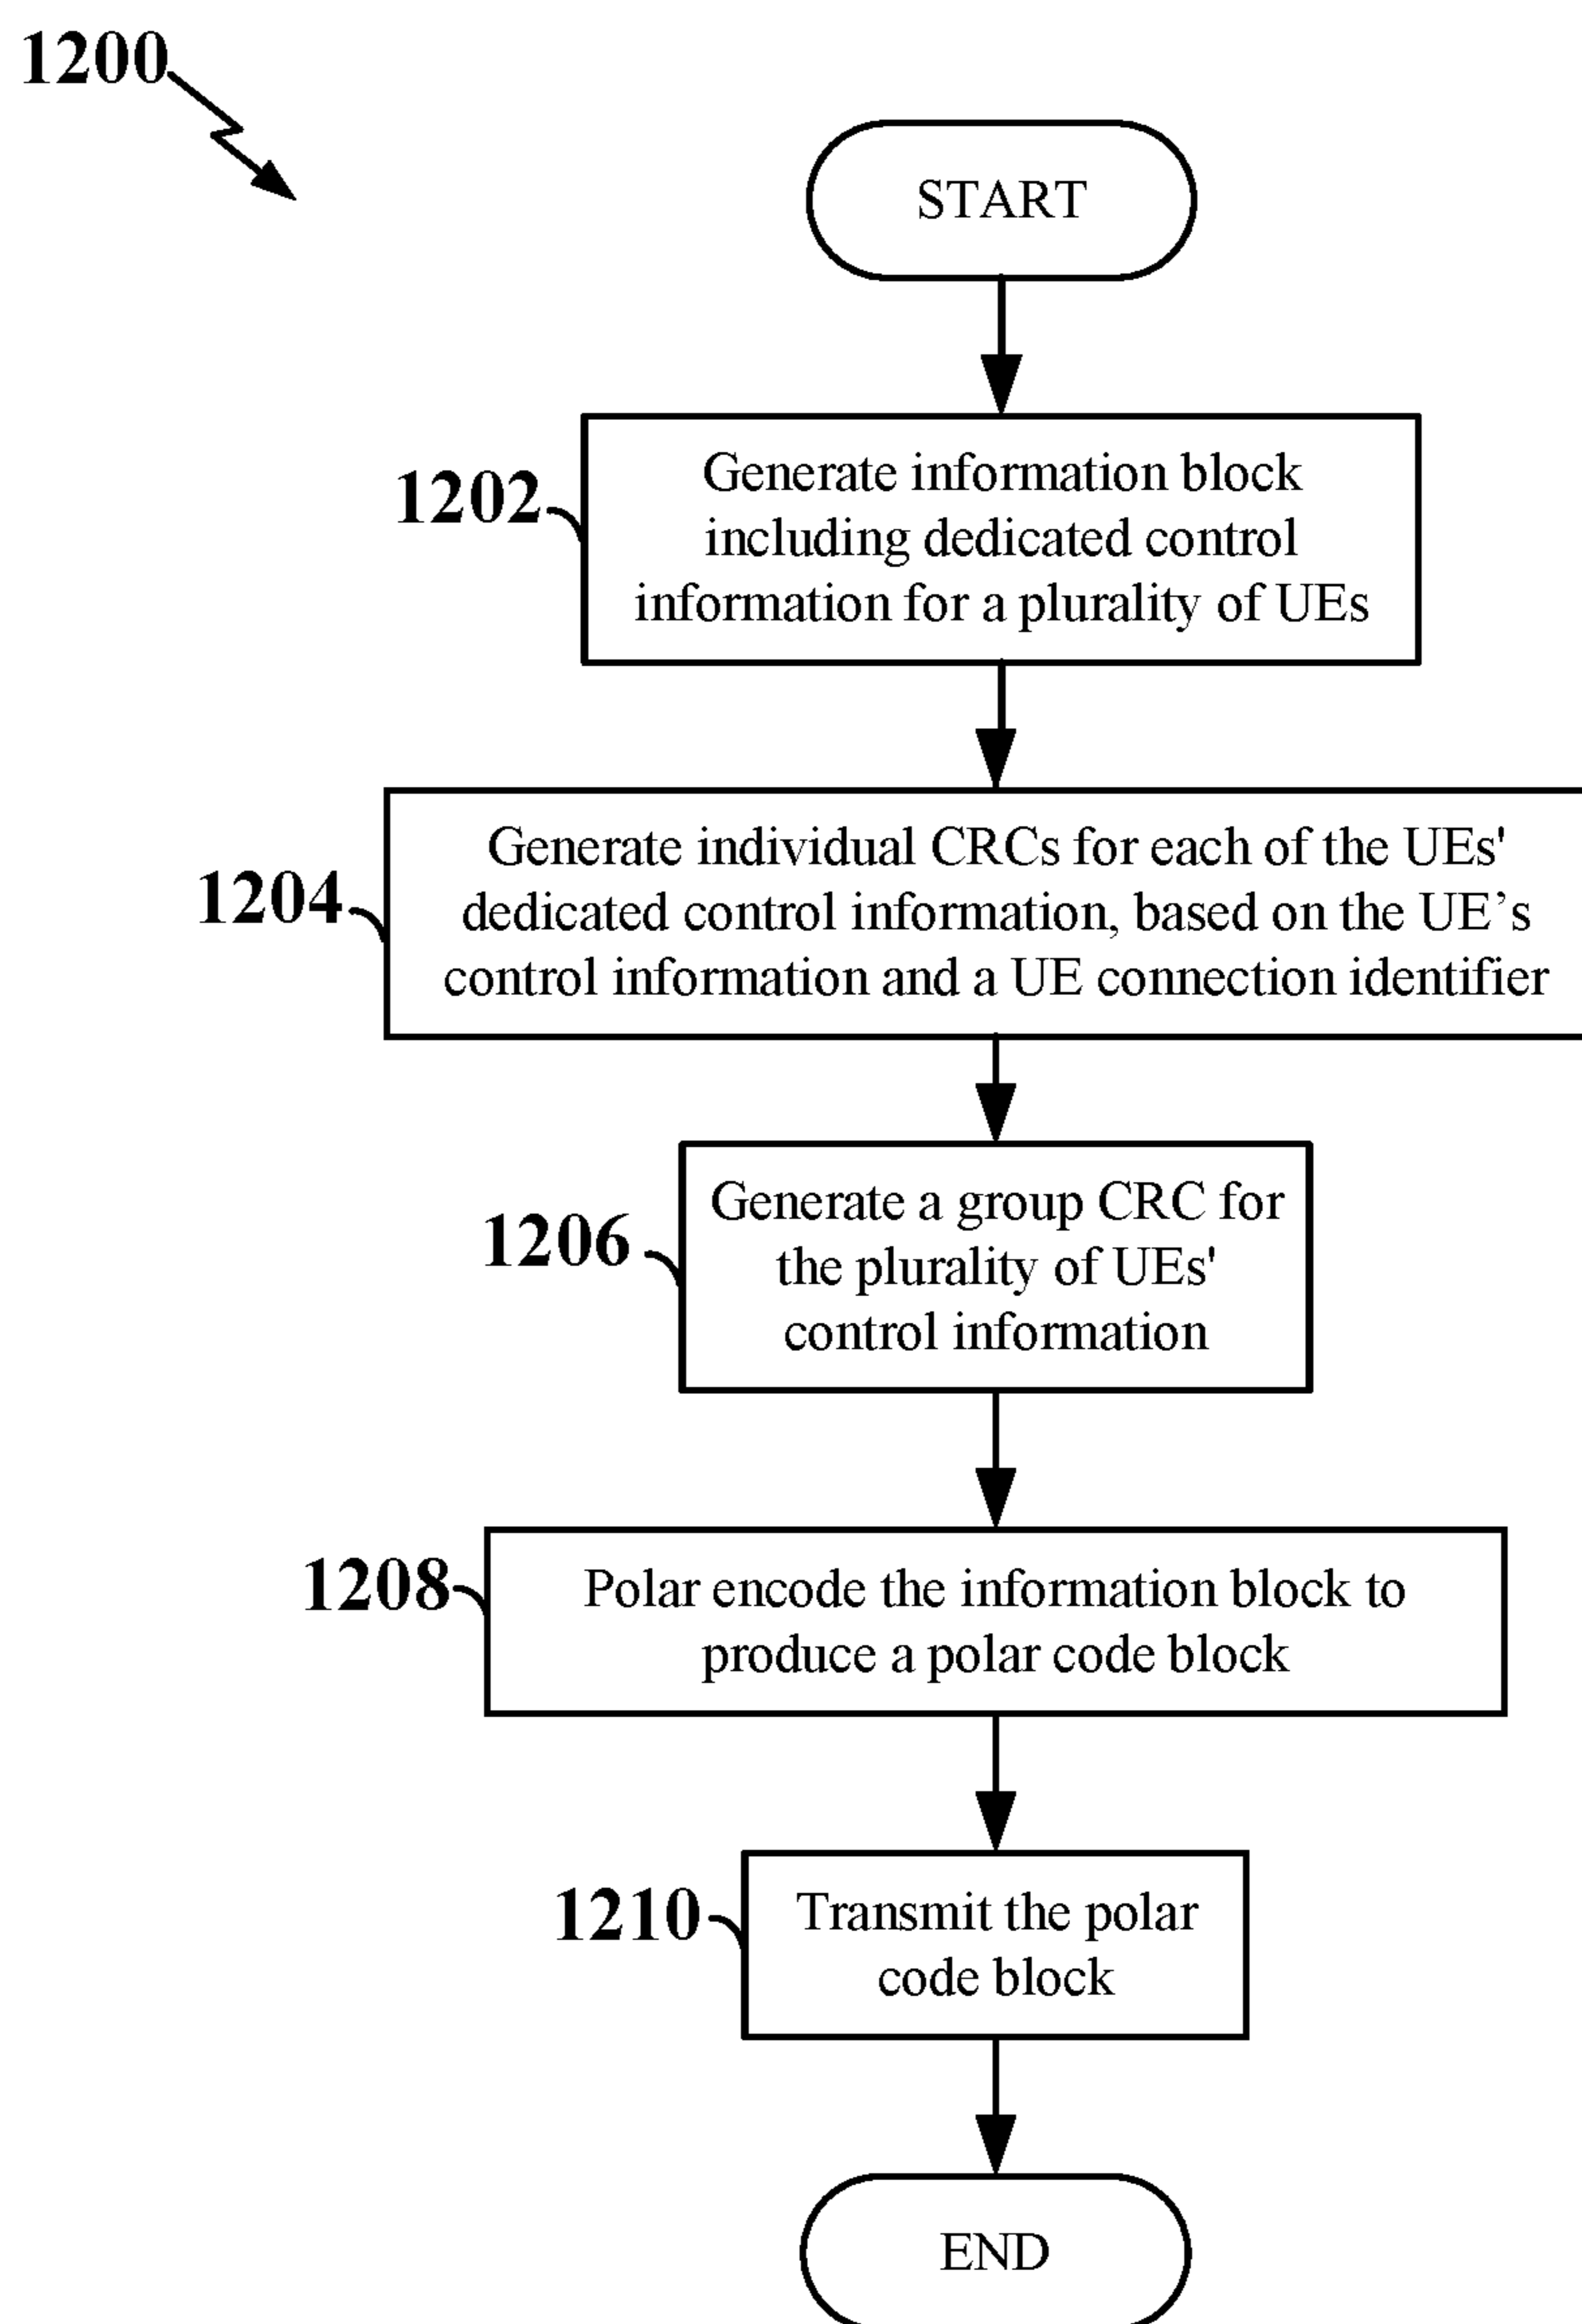 1200
START
1202
Generate information block
including dedicated control
information for a plurality of UEs
1204
Generate individual CRCs for each of the UEs'
dedicated control information, based on the UE’s
control information and a UE connection identifier
1206
Generate a group CRC for
the plurality of UEs'
control information
1208
Polar encode the information block to
produce a polar code block
1210
Transmit the polar
code block
END